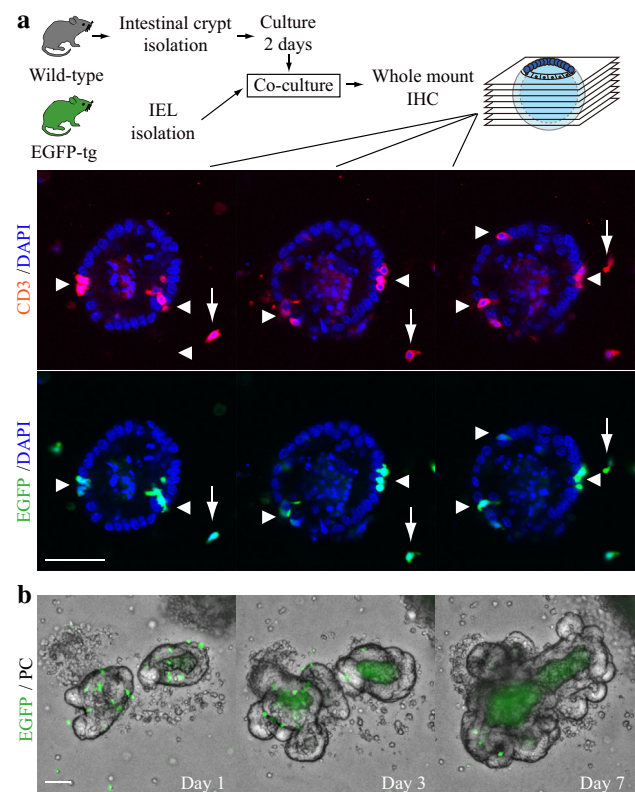 a
Wild-type
EGFP-tg
Intestinal crypt
isolation
IEL
isolation
Culture
2 days
Co-culture
Whole mount
IHC
CD3 /DAPI
EGFP /DAPI
b
EGFP / PC
Day 1
Day 3
Day 7